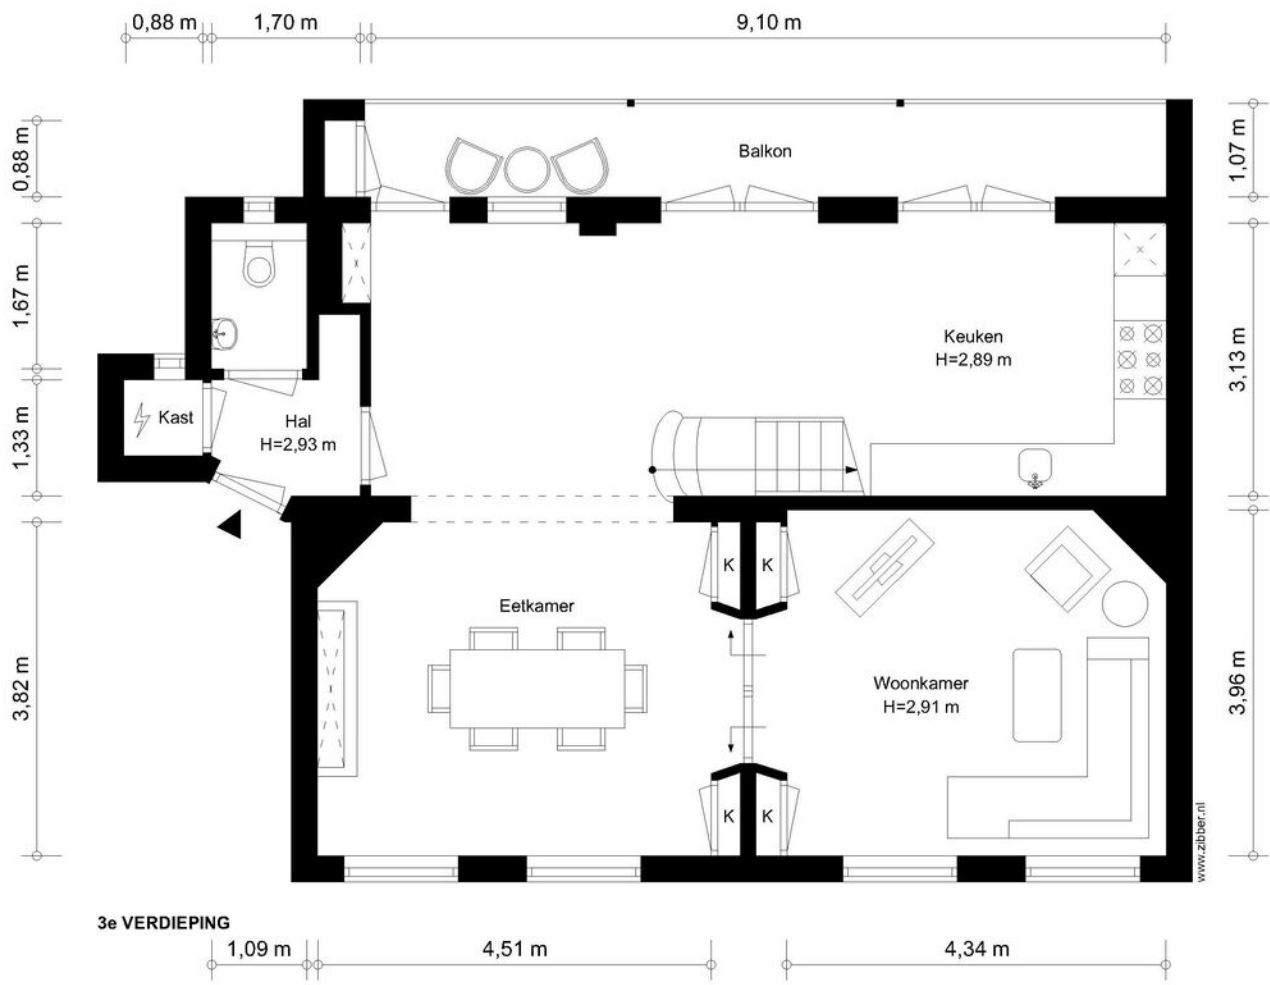 0,88 m
1,70 m
9,10 m
0,88 m
1,07 m
Balkon
1,67 m
Keuken
H=2,89 m
3,13 m
Kast
Hal
H=2,93 m
1,33 m
K
K
Eetkamer
Woonkamer
H=2,91 m
3,82 m
3,96 m
K
K
www.zibber.nl
3e VERDIEPING
1,09 m
4,51 m
4,34 m